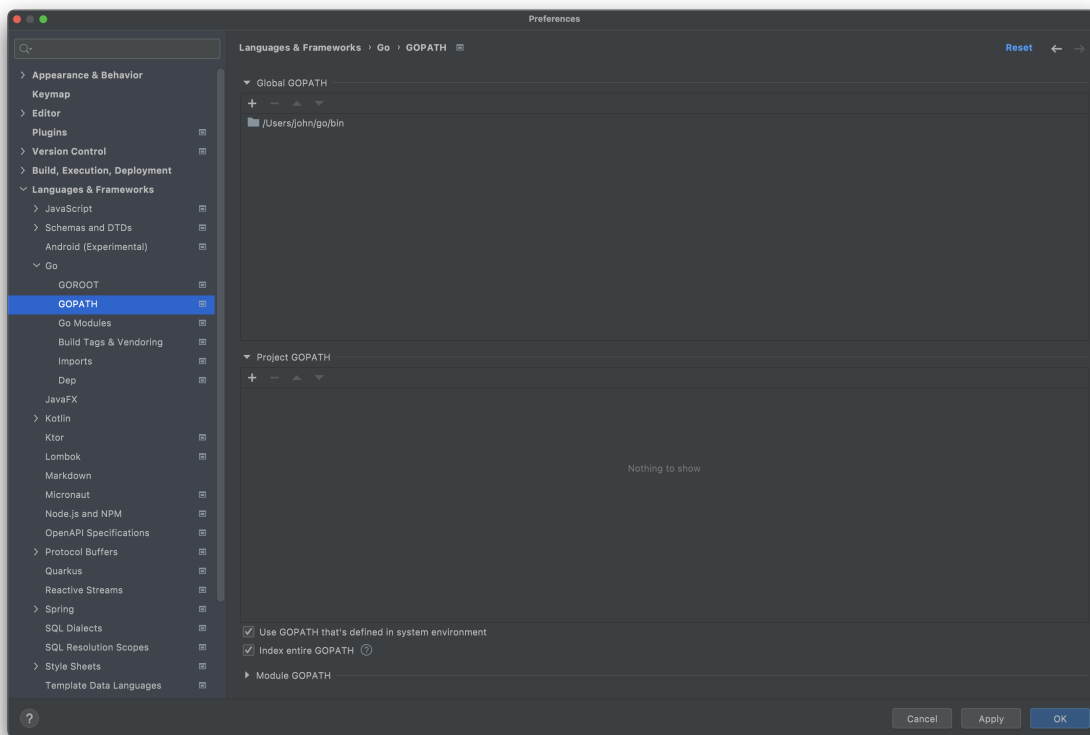 Preferences
Languages & Frameworks › Go › GOPATH
Reset
Appearance & Behavior
Keymap
Editor
Plugins
Version Control
Build, Execution, Deployment
Languages & Frameworks
JavaScript
Schemas and DTDs
Android (Experimental)
Go
GOROOT
GOPATH
Go Modules
Build Tags & Vendoring
Imports
Dep
JavaFX
Kotlin
Ktor
Lombok
Markdown
Micronaut
Node.js and NPM
OpenAPI Specifications
Protocol Buffers
Quarkus
Reactive Streams
Spring
SQL Dialects
SQL Resolution Scopes
Style Sheets
Template Data Languages
Global GOPATH
/Users/john/go/bin
Project GOPATH
Nothing to show
Use GOPATH that's defined in system environment
Index entire GOPATH ?
Module GOPATH
?
Cancel
Apply
OK